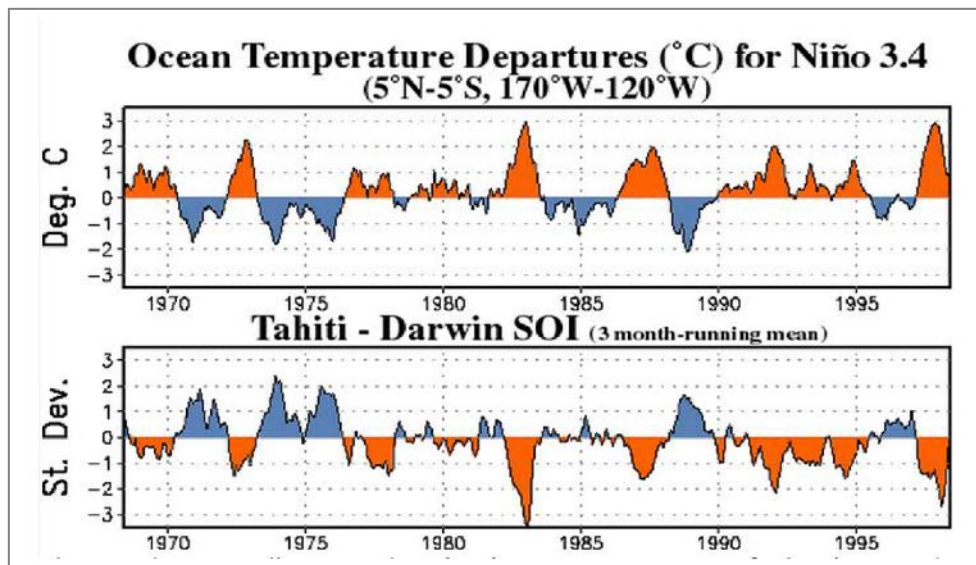 Ocean Temperature Departures (˚C) for Niño 3.4
(5˚N-5˚S, 170˚W-120˚W)
Deg. C
3
2
1
0
-1
-2
-3
1970 1975 1980 1985 1990 1995
Tahiti - Darwin SOI (3 month-running mean)
St. Dev.
3
2
1
0
-1
-2
-3
1970 1975 1980 1985 1990 1995